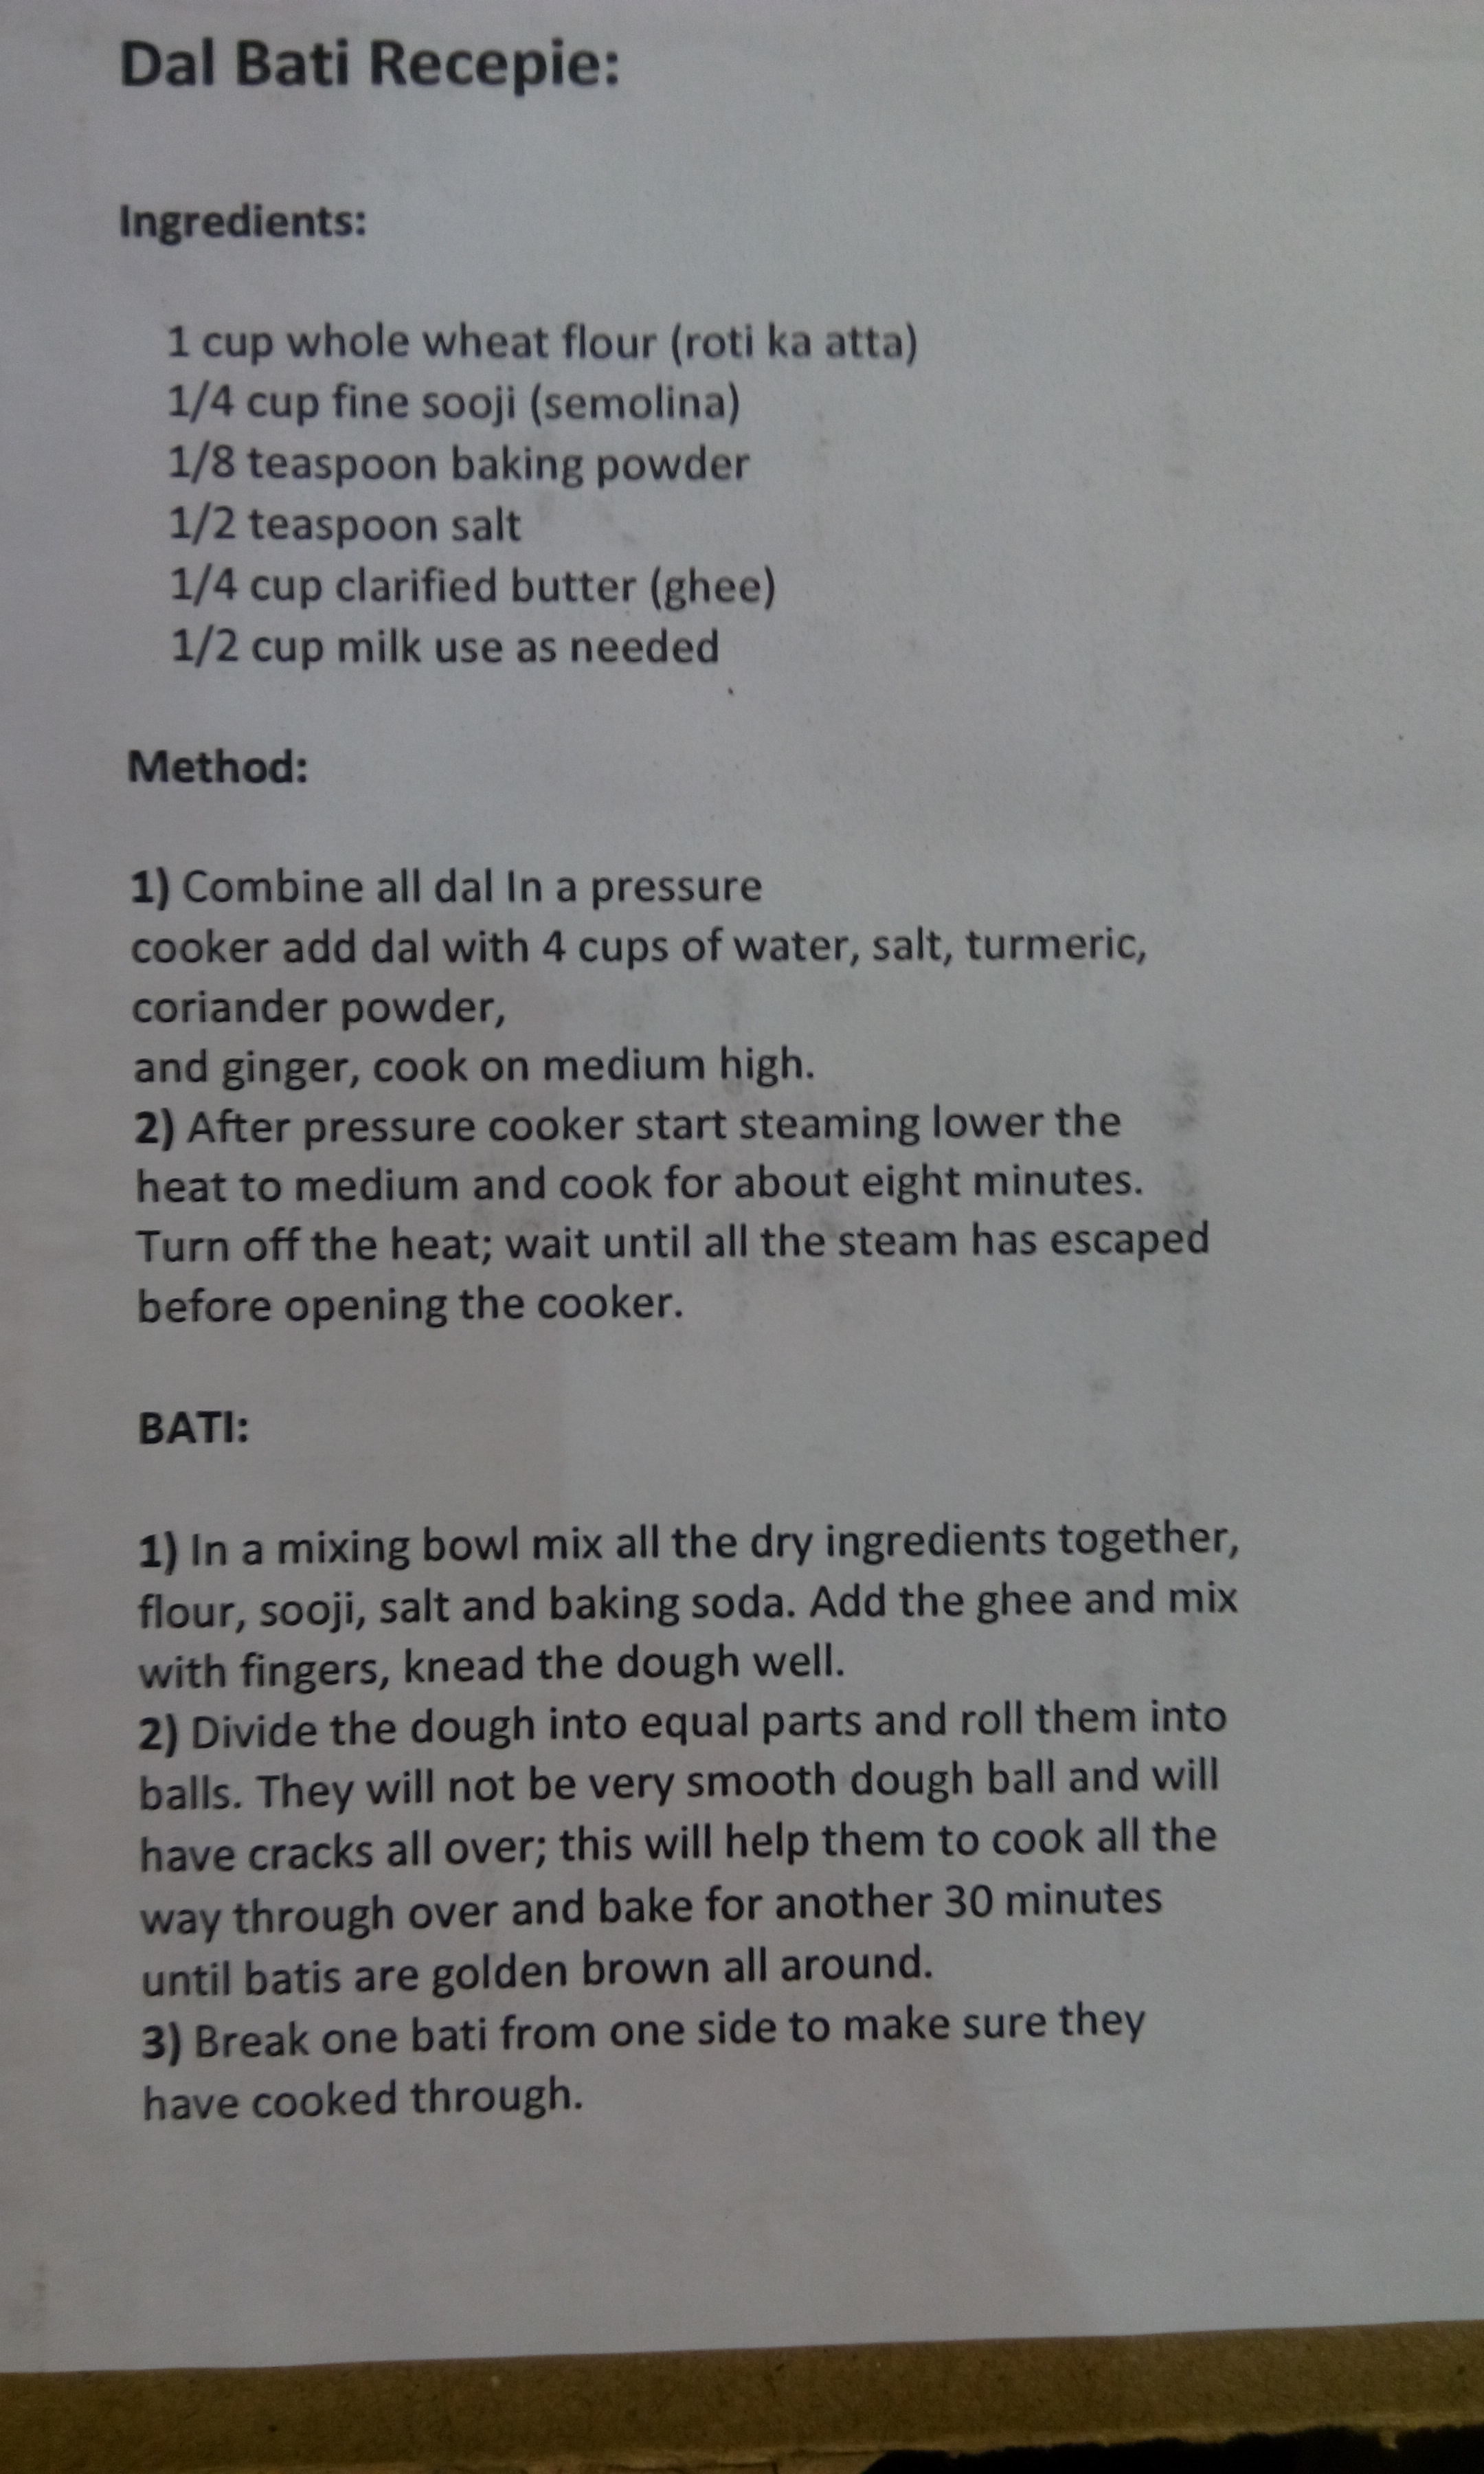 Dal Bati Recepie:
Ingredients:
1 cup whole wheat flour (roti ka atta)
1/4 cup fine sooji (semolina)
1/8 teaspoon baking powder
1/2 teaspoon salt
1/4 cup clarified butter (ghee)
1/2 cup milk use as needed
Method:
1) Combine all dal In a pressure
cooker add dal with 4 cups of water, salt, turmeric,
coriander powder,
and ginger, cook on medium high.
2) After pressure cooker start steaming lower the
heat to medium and cook for about eight minutes.
Turn off the heat; wait until all the steam has escaped
before opening the cooker.
BATI:
1) In a mixing bowl mix all the dry ingredients together,
flour, sooji, salt and baking soda. Add the ghee and mix
with fingers, knead the dough well.
2) Divide the dough into equal parts and roll them into
balls. They will not be very smooth dough ball and will
have cracks all over; this will help them to cook all the
way through over and bake for another 30 minutes
until batis are golden brown all around.
3) Break one bati from one side to make sure they
have cooked through.